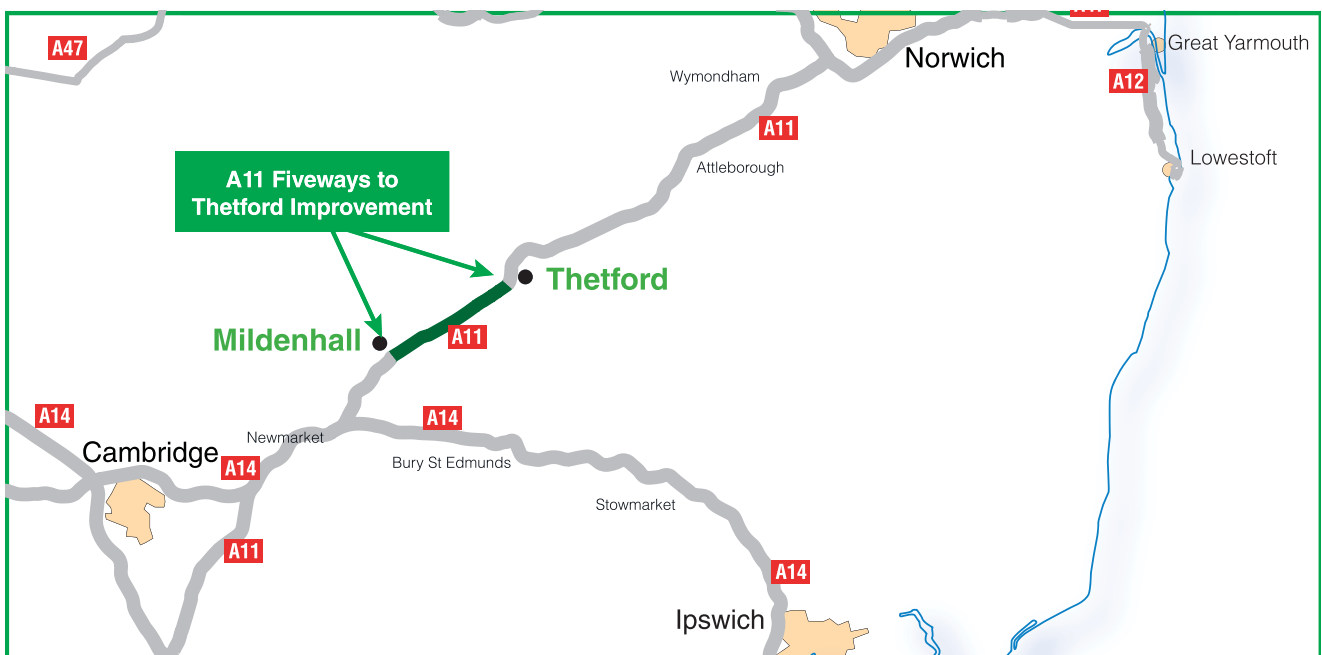 A47
Great Yarmouth
Norwich
Wymondham
A12
A11
Lowestoft
Attleborough
A11 Fiveways to
Thetford Improvement
Thetford
Mildenhall
A11
A14
A14
Newmarket
Cambridge
A14
Bury St Edmunds
Stowmarket
A11
A14
Ipswich